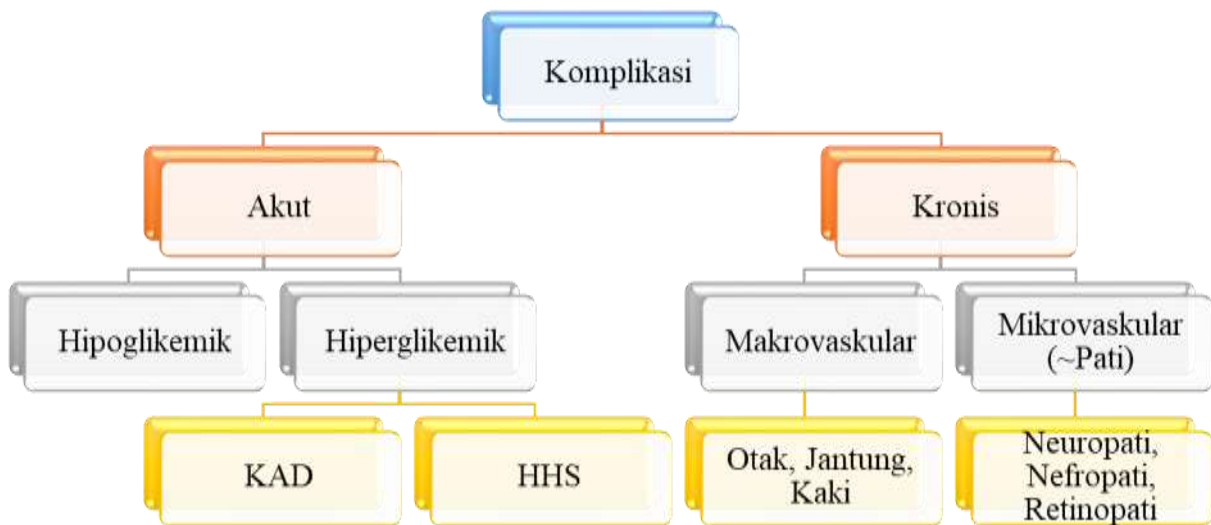 Komplikasi
Akut
Kronis
Hipoglikemik
Hiperglikemik
Makrovaskular
Mikrovaskular
(~Pati)
KAD
HHS
Otak, Jantung,
Kaki
Neuropati,
Nefropati,
Retinopati